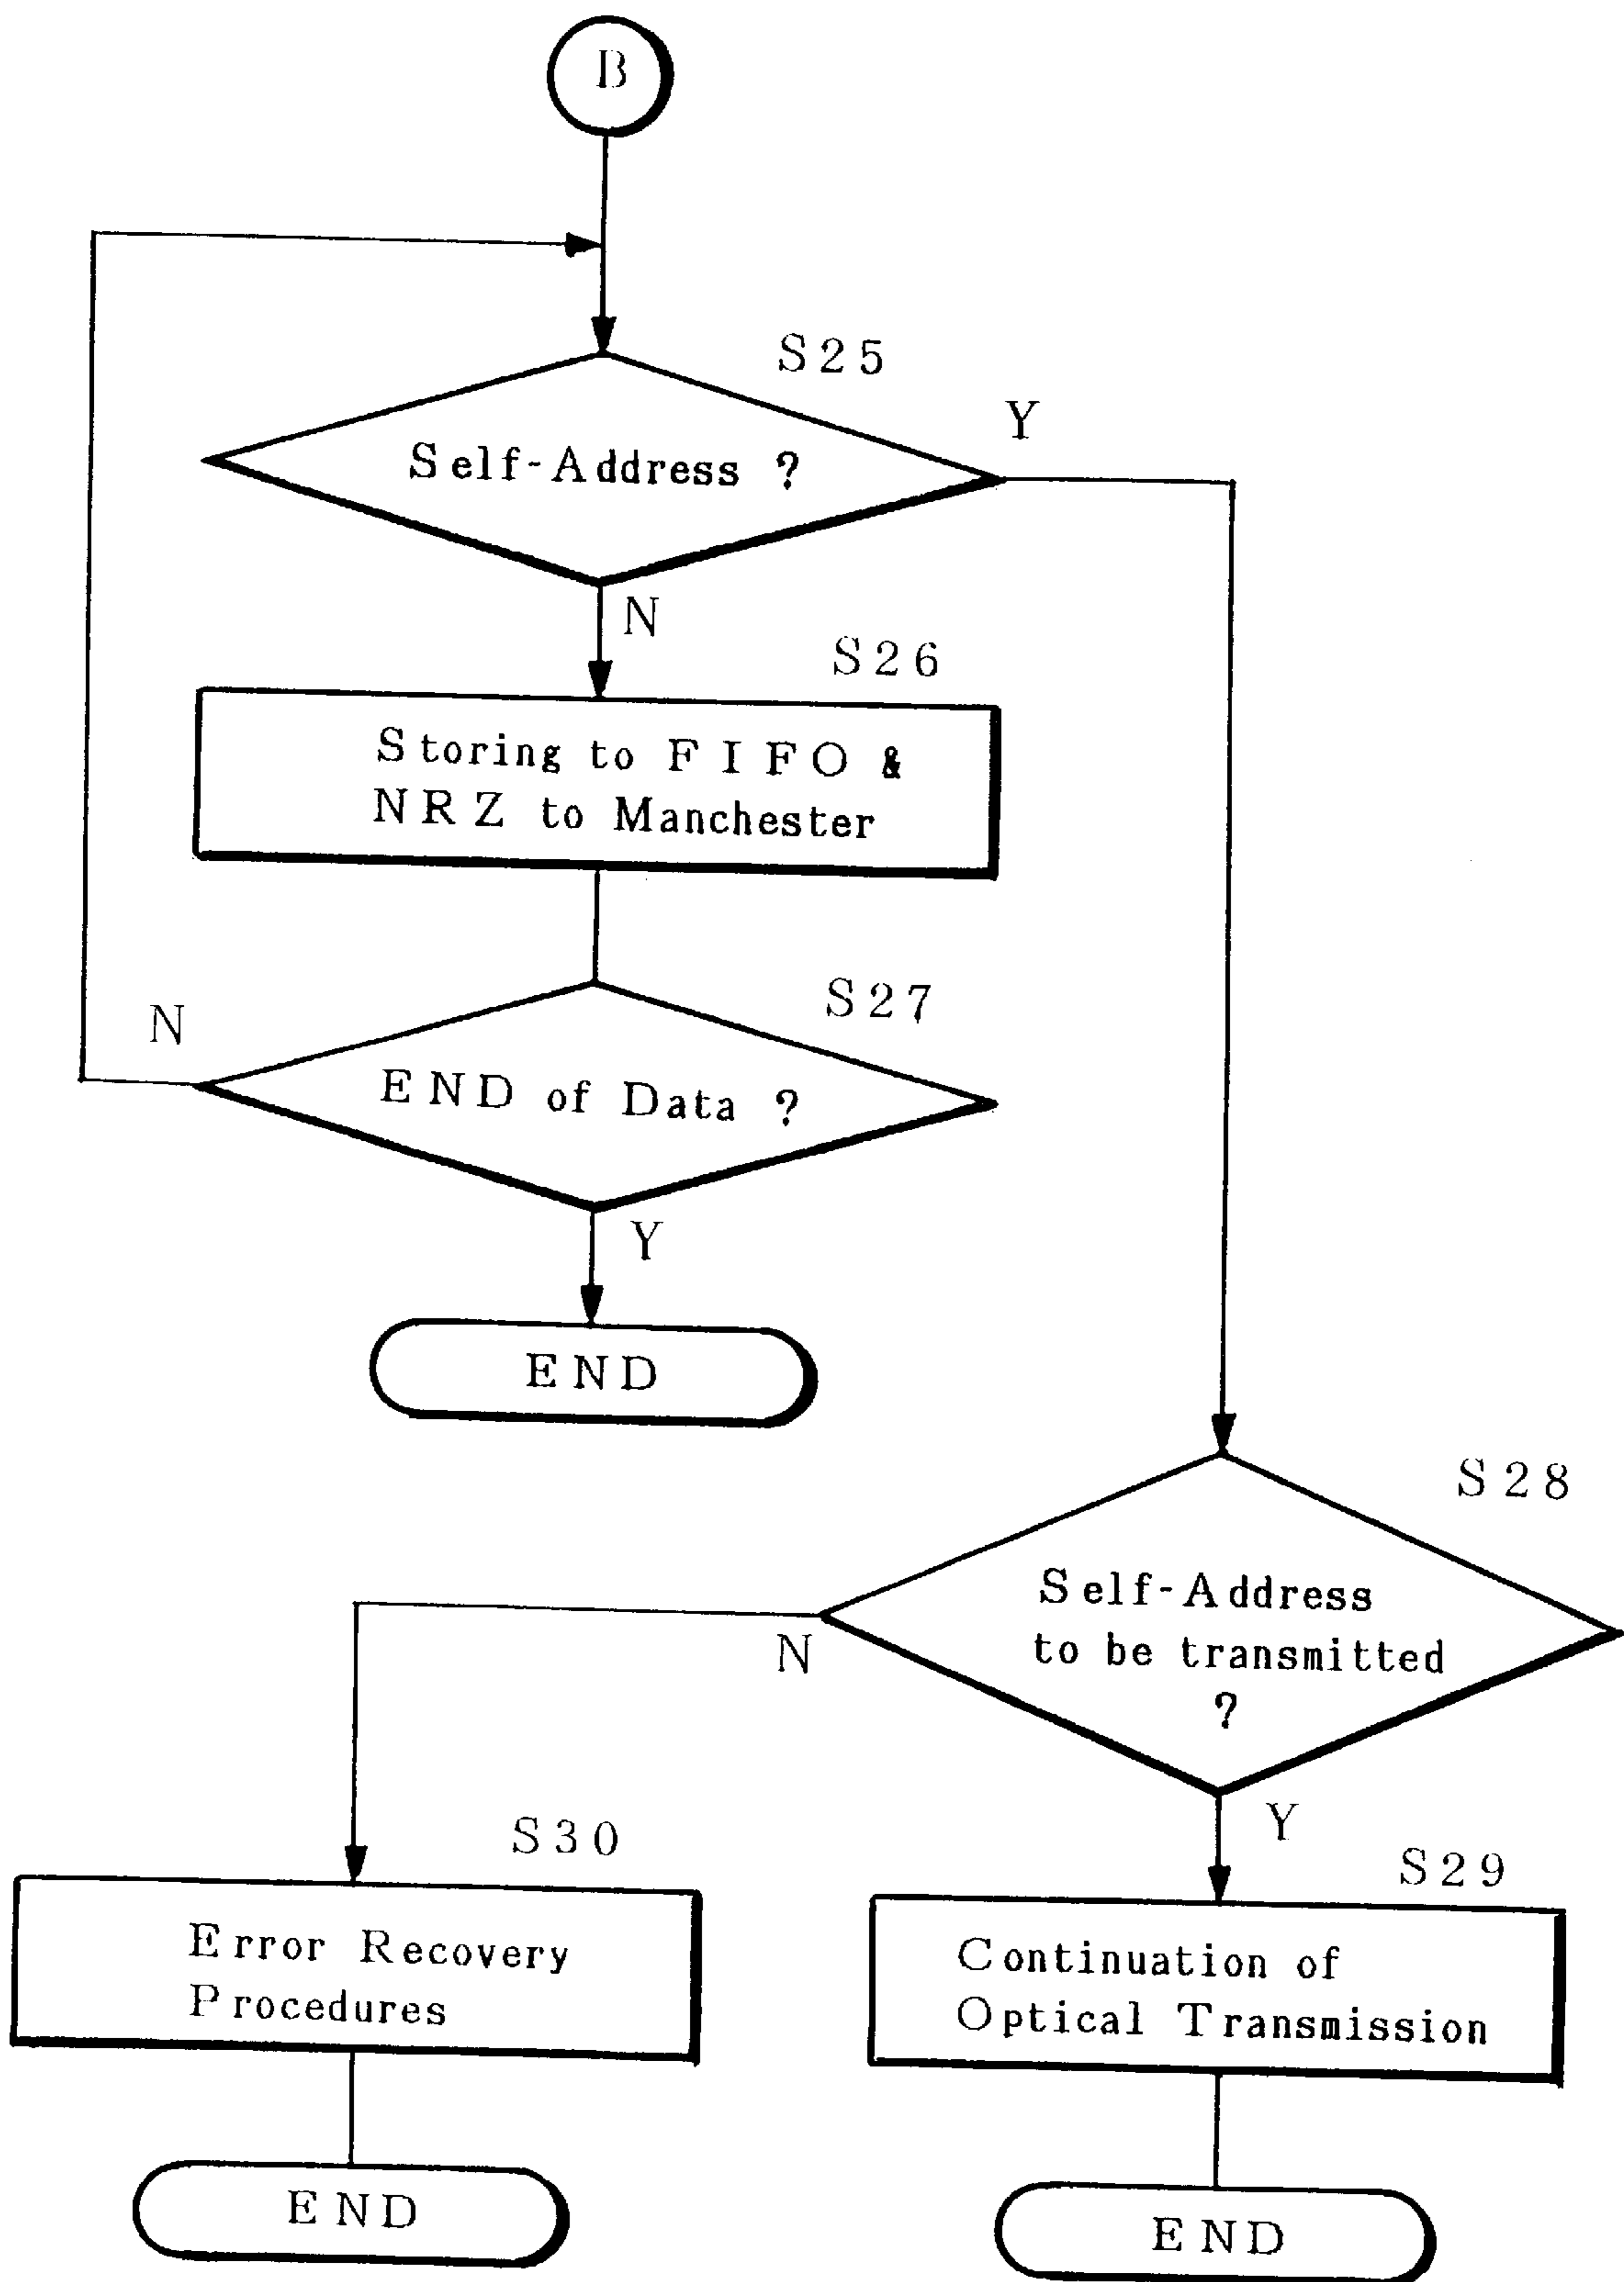 B
S25
Y
Self-Address ?
N
S26
Storing to FIFO &
NRZ to Manchester
S27
N
END of Data ?
Y
END
S28
Self-Address
to be transmitted
?
N
Y
S30
S29
Error Recovery
Procedures
Continuation of
Optical Transmission
END
END